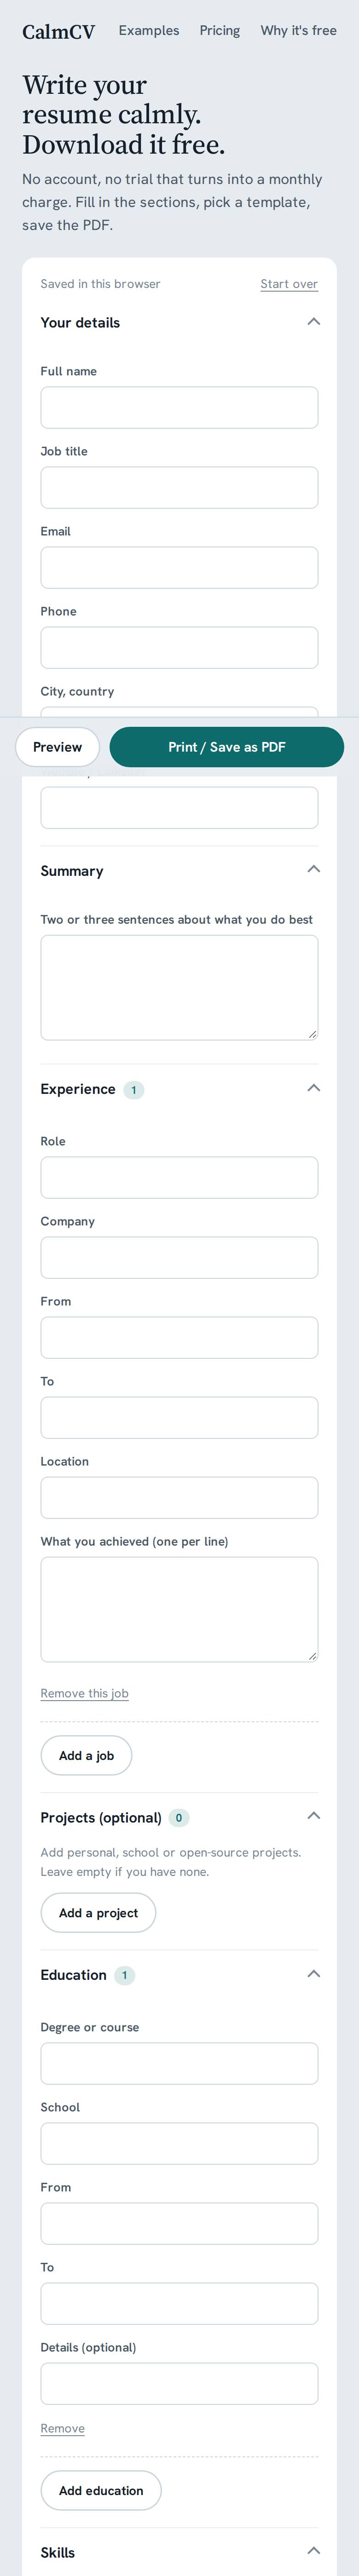 CalmCV Examples Pricing Why it's free
Write your
resume calmly.
Download it free.
No account, no trial that turns into a monthly
charge. Fill in the sections, pick a template,
save the PDF.
Saved in this browser Start over
Your details
Full name
Job title
Email
Phone
City, country
Preview Print / Save as PDF
Summary
Two or three sentences about what you do best
Experience 1
Role
Company
From
To
Location
What you achieved (one per line)
Remove this job
Add a job
Projects (optional) 0
Add personal, school or open-source projects.
Leave empty if you have none.
Add a project
Education 1
Degree or course
School
From
To
Details (optional)
Remove
Add education
Skills